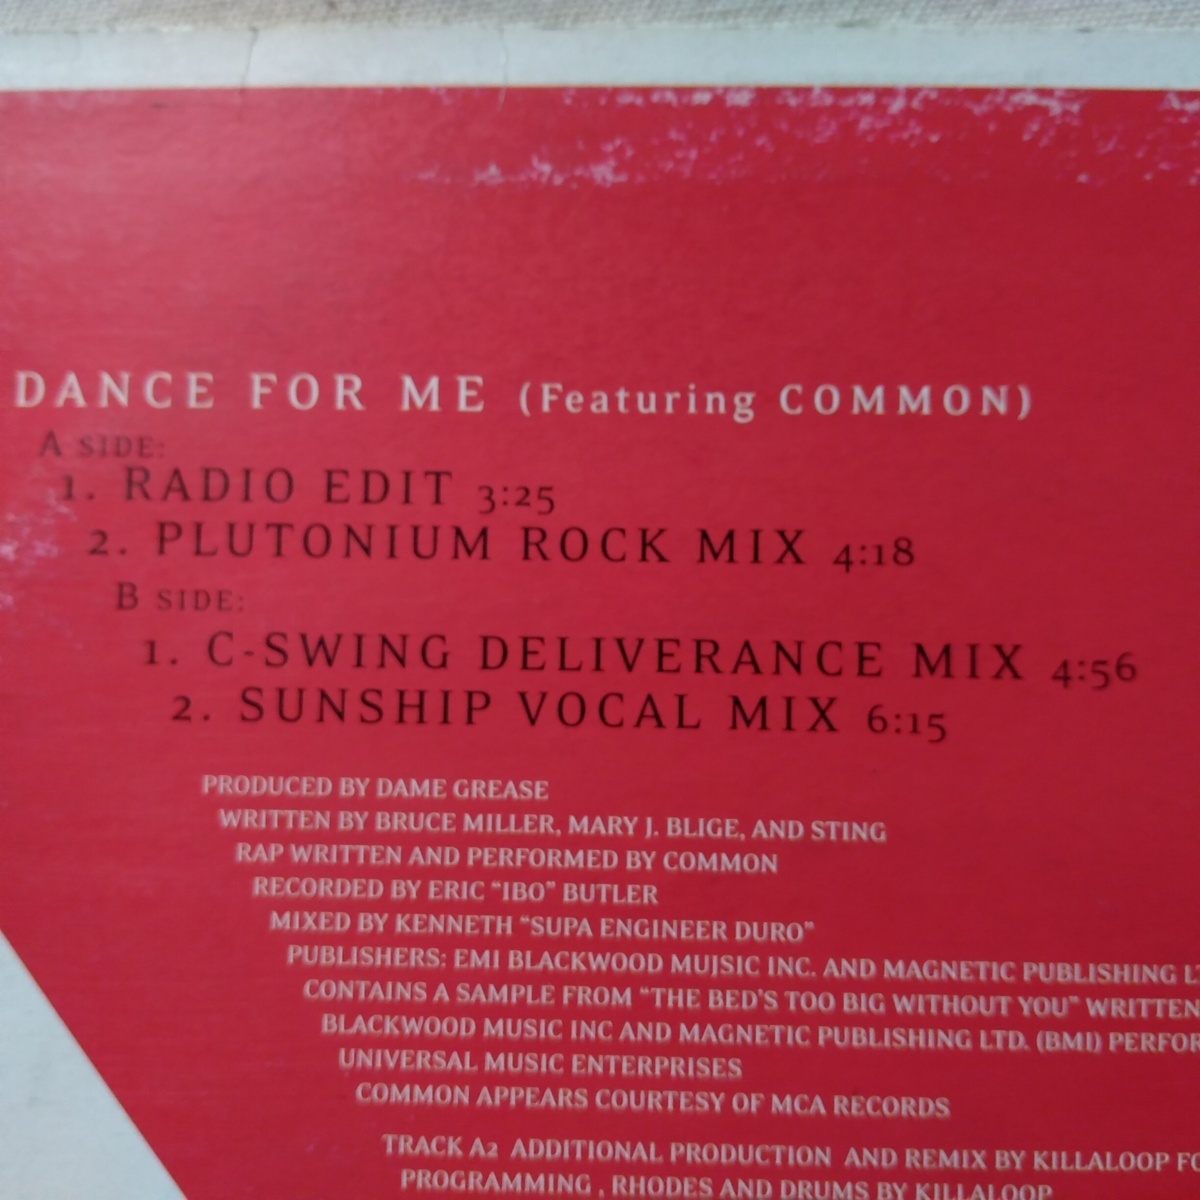 DANCE FOR ME (Featuring COMMON)
A SIDE:
1. RADIO EDIT 3:25
2. PLUTONIUM ROCK MIX 4:18
B SIDE:
1. C-SWING DELIVERANCE MIX 4:56
2. SUNSHIP VOCAL MIX 6:15
PRODUCED BY DAME GREASE
WRITTEN BY BRUCE MILLER, MARY J. BLIGE, AND STING
RAP WRITTEN AND PERFORMED BY COMMON
RECORDED BY ERIC “IBO” BUTLER
MIXED BY KENNETH “SUPA ENGINEER DURO”
PUBLISHERS: EMI BLACKWOOD MUJSIC INC. AND MAGNETIC PUBLISHING
CONTAINS A SAMPLE FROM “THE BED'S TOO BIG WITHOUT YOU” WRITTEN
BLACKWOOD MUSIC INC AND MAGNETIC PUBLISHING LTD. (BMI)
UNIVERSAL MUSIC ENTERPRISES
COMMON APPEARS COURTESY OF MCA RECORDS
TRACK A2 ADDITIONAL PRODUCTION AND REMIX BY KILLALOOP
PROGRAMMING , RHODES AND DRUMS BY KILLALOOP